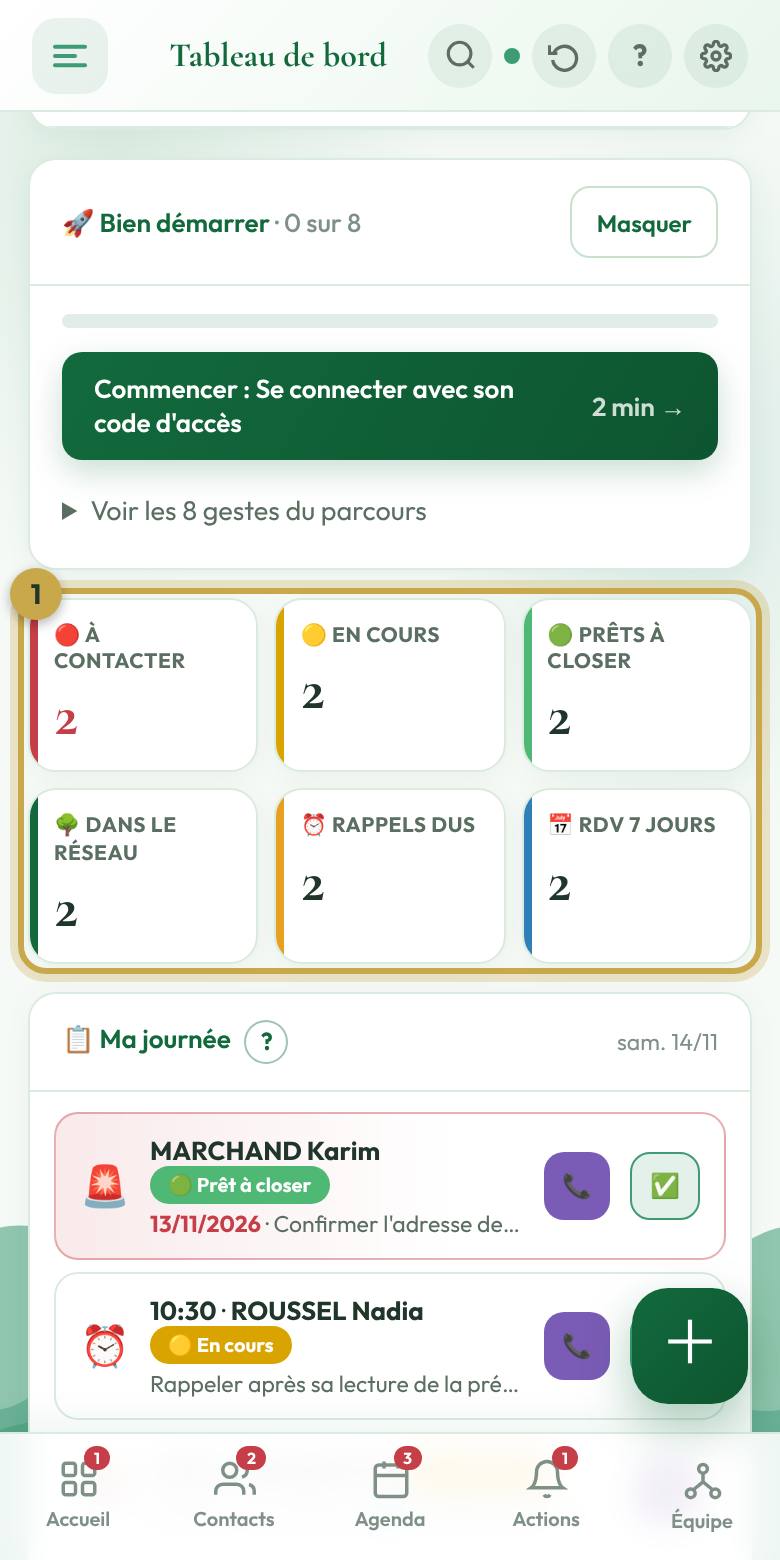 Tableau de bord
?
🚀 Bien démarrer · 0 sur 8
Masquer
Commencer : Se connecter avec son
code d'accès
2 min →
▶ Voir les 8 gestes du parcours
1
🔴 À
CONTACTER
2
🟡 EN COURS
2
🟢 PRÊTS À
CLOSER
2
🌳 DANS LE
RÉSEAU
2
⏰ RAPPELS DUS
2
📅 RDV 7 JOURS
2
📋 Ma journée
?
sam. 14/11
MARCHAND Karim
🟢 Prêt à closer
13/11/2026 · Confirmer l'adresse de…
10:30 · ROUSSEL Nadia
🟡 En cours
Rappeler après sa lecture de la pré…
1
Accueil
2
Contacts
3
Agenda
1
Actions
Équipe